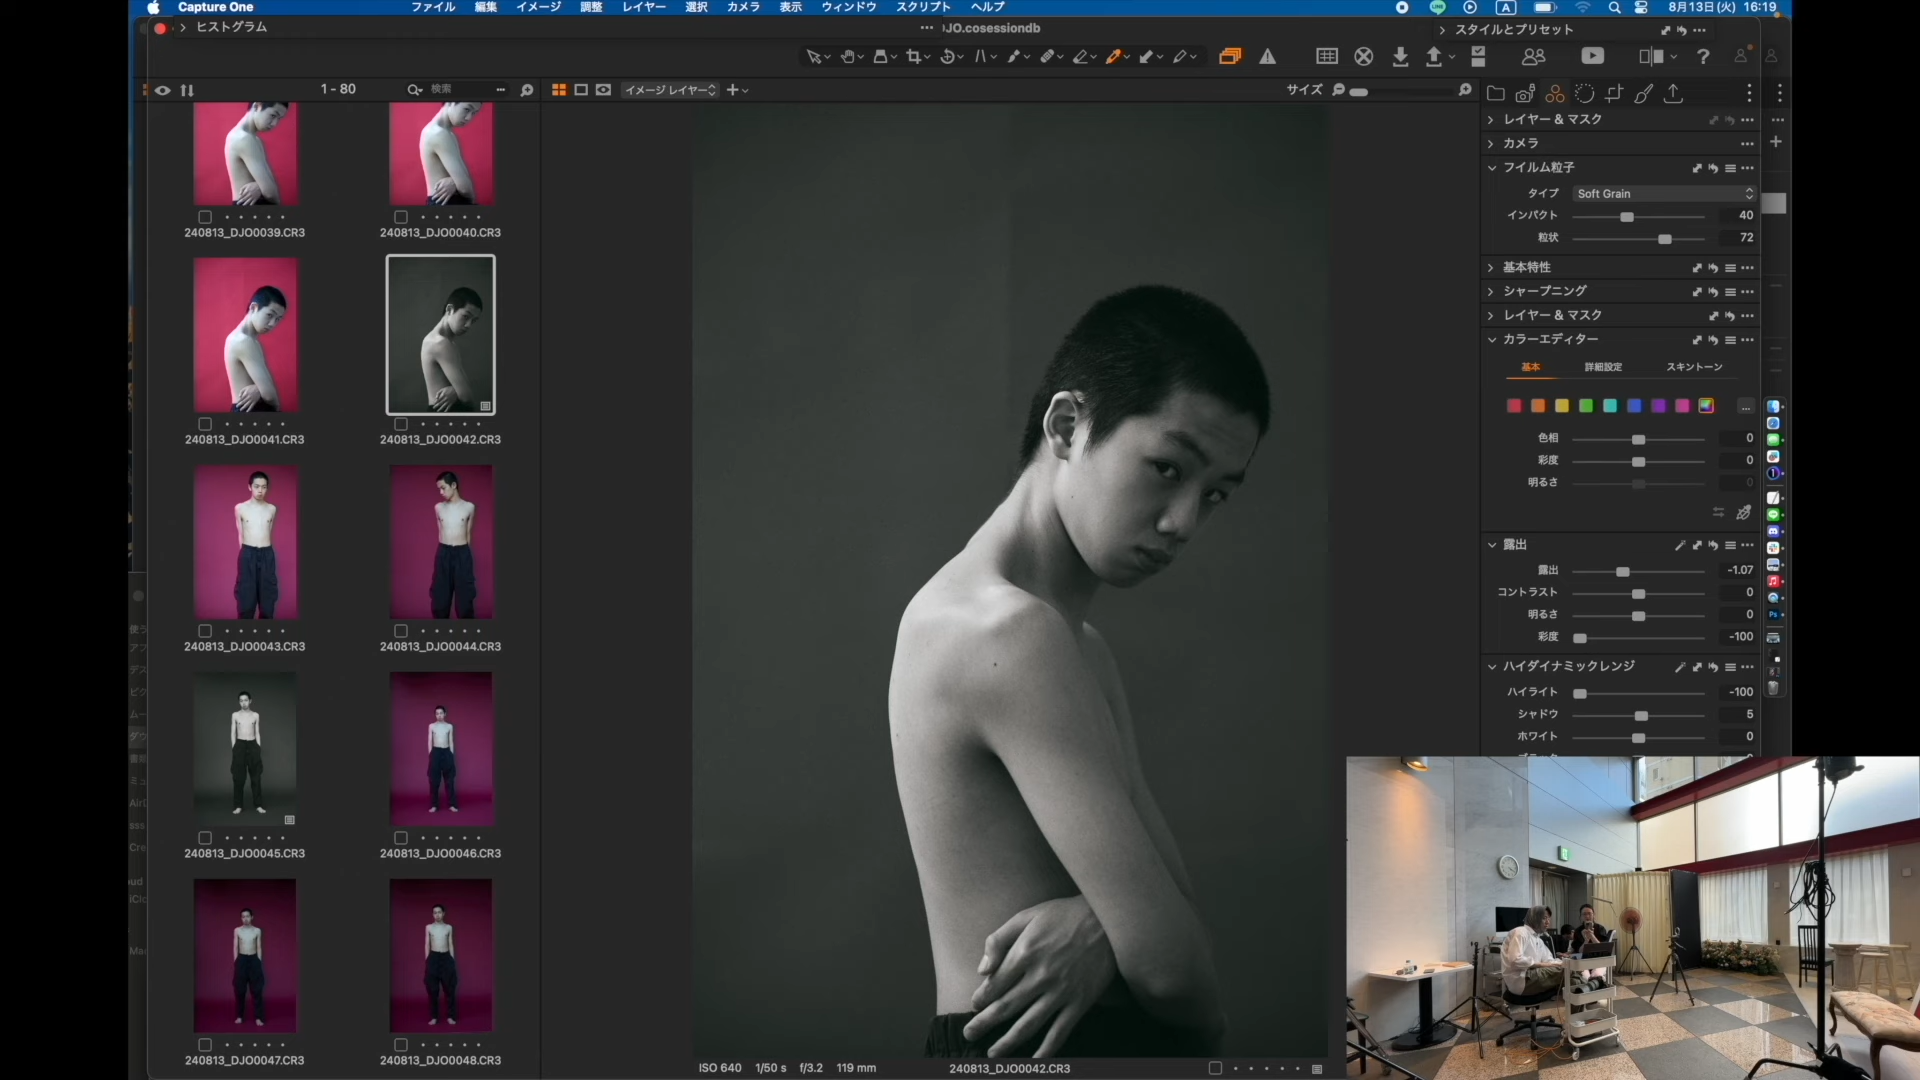 Capture One ファイル 編集 イメージ 調整 レイヤー 選択 カメラ 表示 ウィンドウ スクリプト ヘルプ A 8月13日(火) 16:19
ヒストグラム
JO.cosessiondb
スタイルとプリセット
1 - 80
検索
イメージ レイヤー
サイズ
240813_DJO0039.CR3
240813_DJO0040.CR3
240813_DJO0041.CR3
240813_DJO0042.CR3
240813_DJO0043.CR3
240813_DJO0044.CR3
240813_DJO0045.CR3
240813_DJO0046.CR3
240813_DJO0047.CR3
240813_DJO0048.CR3
ISO 640 1/50 s f/3.2 119 mm
240813_DJO0042.CR3
レイヤー & マスク
カメラ
フイルム粒子
タイプ Soft Grain
インパクト 40
粒状 72
基本特性
シャープニング
レイヤー & マスク
カラーエディター
基本 詳細設定 スキントーン
色相 0
彩度 0
明るさ 0
露出
露出 -1.07
コントラスト 0
明るさ 0
彩度 -100
ハイダイナミックレンジ
ハイライト -100
シャドウ 5
ホワイト 0
Ps